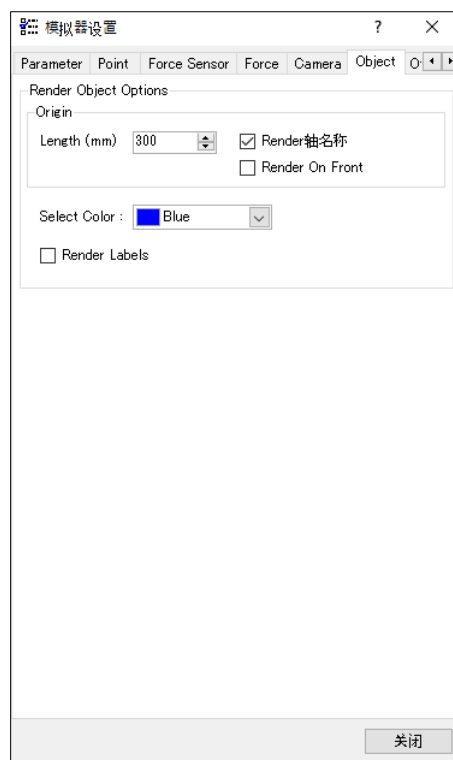 模拟器设置
Parameter Point Force Sensor Force Camera Object
Render Object Options
Origin
Length (mm) 300 Render轴名称
Render On Front
Select Color : Blue
Render Labels
关闭